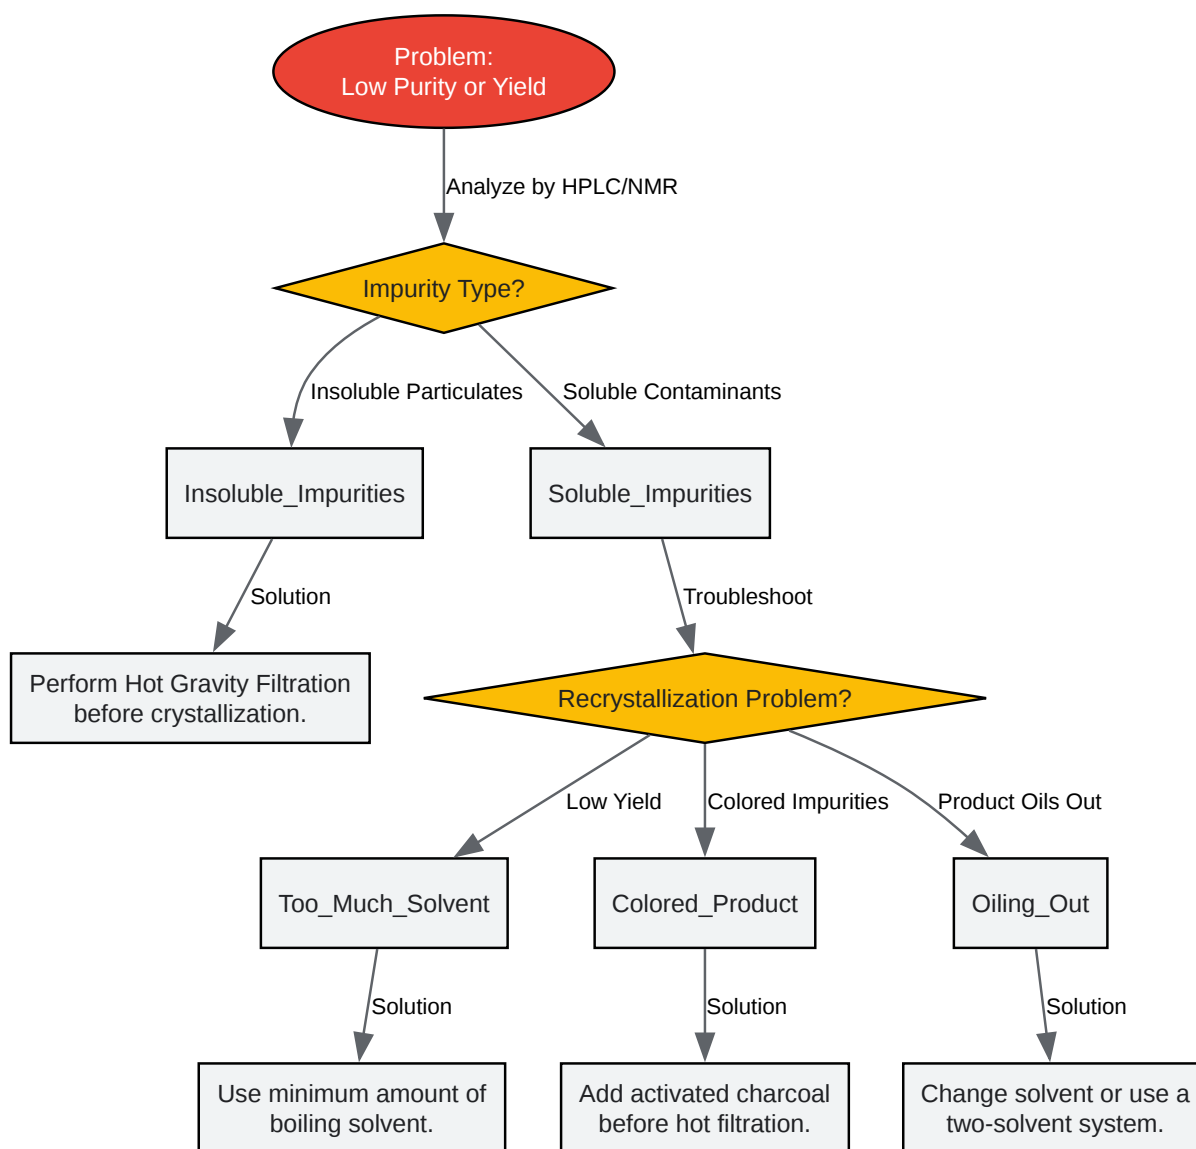 Problem:
Low Purity or Yield
Analyze by HPLC/NMR
Impurity Type?
Insoluble Particulates
Soluble Contaminants
Insoluble_Impurities
Soluble_Impurities
Solution
Troubleshoot
Perform Hot Gravity Filtration
before crystallization.
Recrystallization Problem?
Low Yield
Colored Impurities
Product Oils Out
Too_Much_Solvent
Colored_Product
Oiling_Out
Solution
Solution
Solution
Use minimum amount of
boiling solvent.
Add activated charcoal
before hot filtration.
Change solvent or use a
two-solvent system.